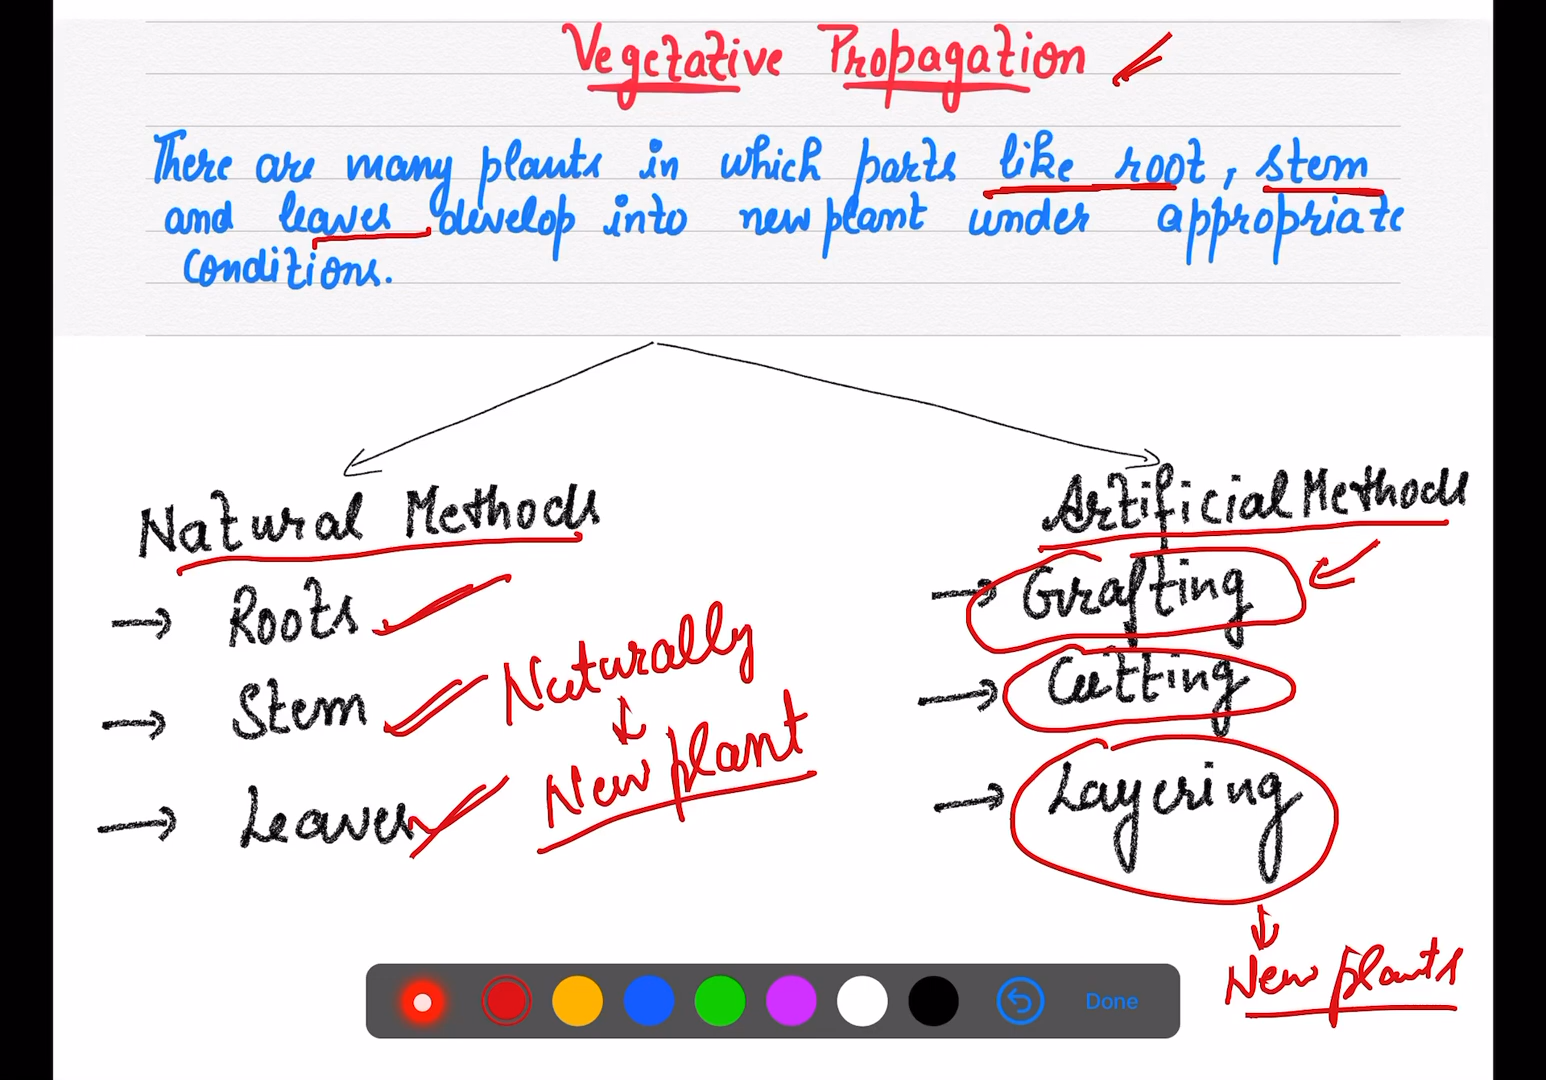 Vegetative Propagation
There are many plants in which parts like root, stem
and leaves develop into new plant under appropriate
conditions.
Natural Methods
→ Roots
→ Stem
→ Leaves
Naturally
↓
New plant
Artificial Methods
→ Grafting
→ Cutting
→ Layering
↓
New plants
Done